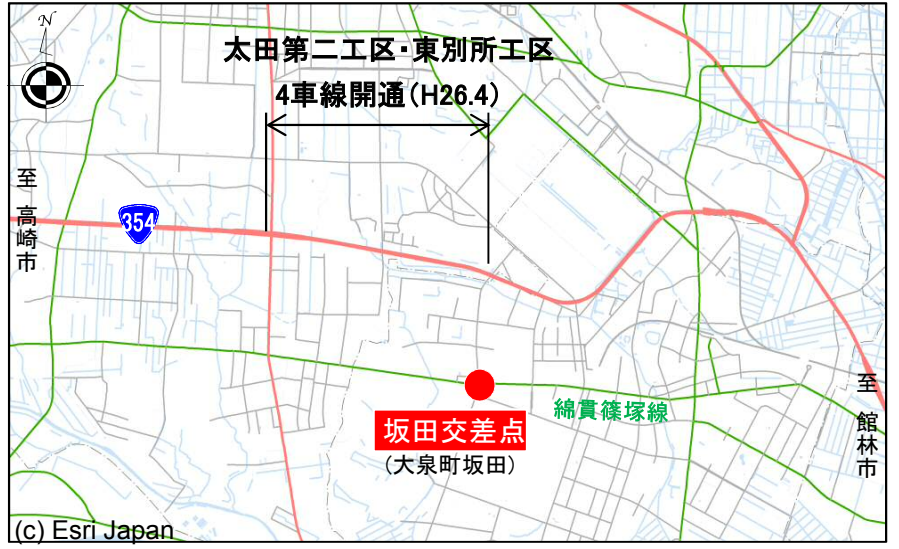 N
太田第二工区・東別所工区
4車線開通(H26.4)
至 高崎市
354
綿貫篠塚線
坂田交差点
(大泉町坂田)
至 館林市
(c) Esri Japan